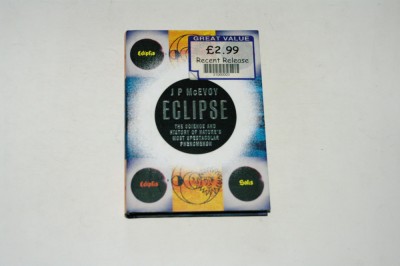 GREAT VALUE
£2.99
Recent Release
J P McEVOY
ECLIPSE
THE SCIENCE AND
HISTORY OF NATURE'S
MOST SPECTACULAR
PHENOMENON